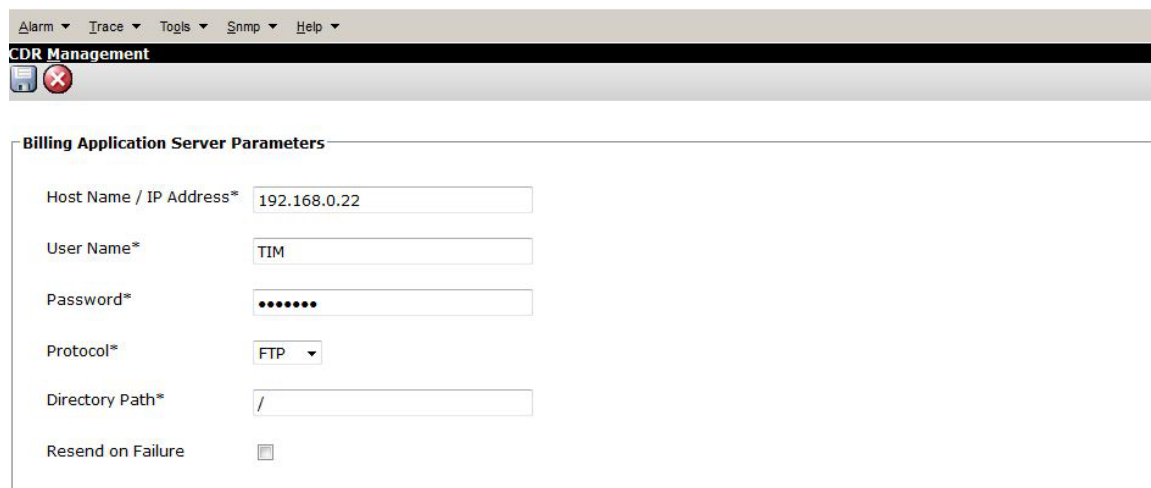 Alarm Trace Tools Snmp Help
CDR Management
Billing Application Server Parameters
Host Name / IP Address* 192.168.0.22
User Name* TIM
Password* •••••••
Protocol* FTP
Directory Path* /
Resend on Failure